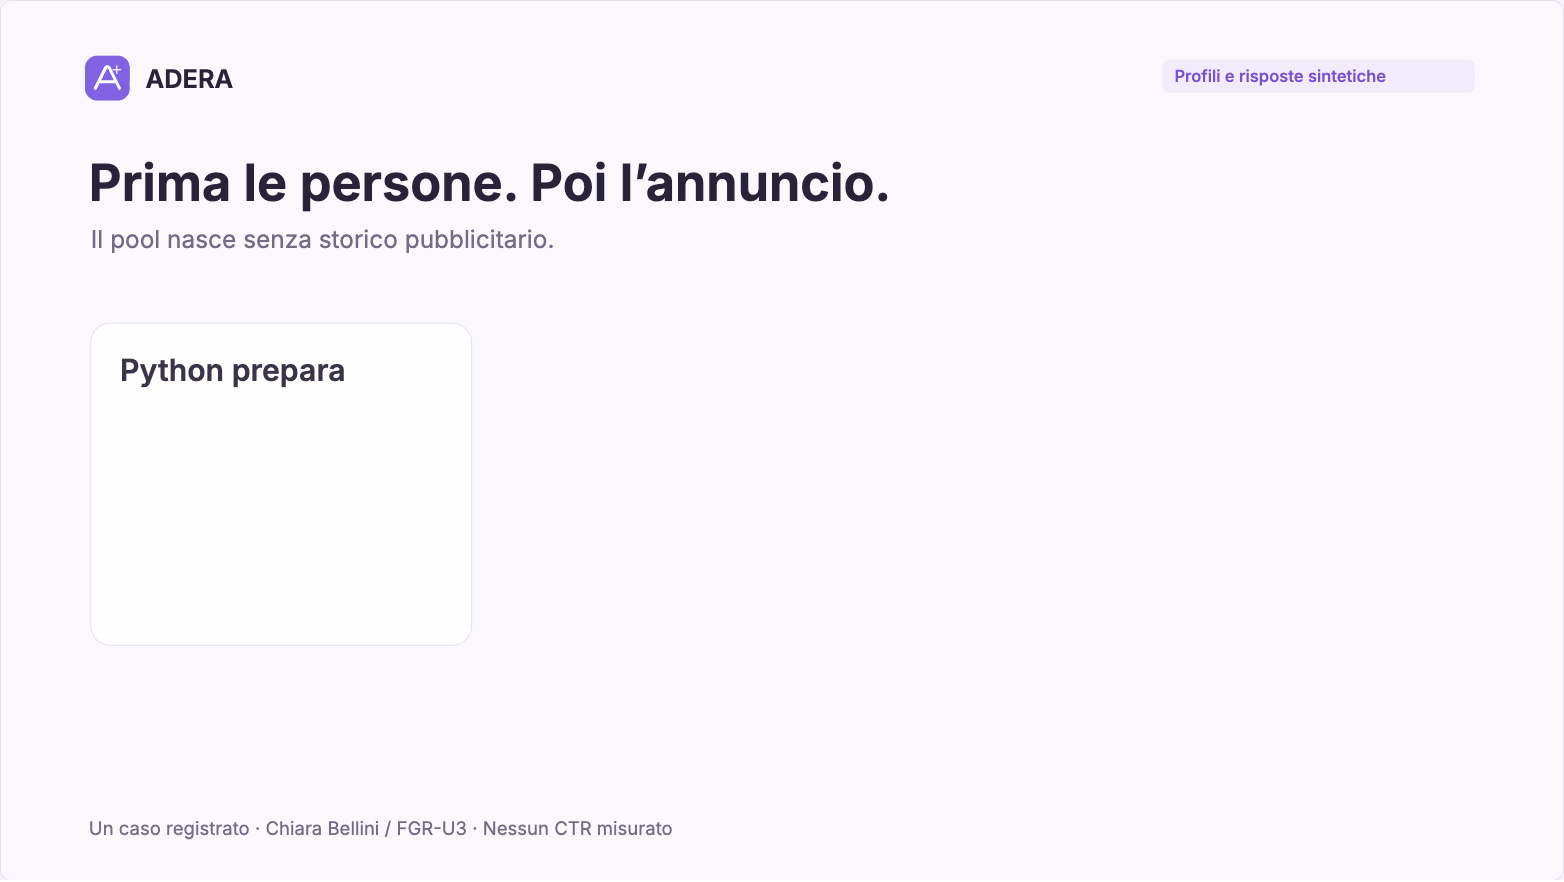 ADERA
Profili e risposte sintetiche
Prima le persone. Poi l’annuncio.
Il pool nasce senza storico pubblicitario.
Python prepara
Un caso registrato · Chiara Bellini / FGR-U3 · Nessun CTR misurato